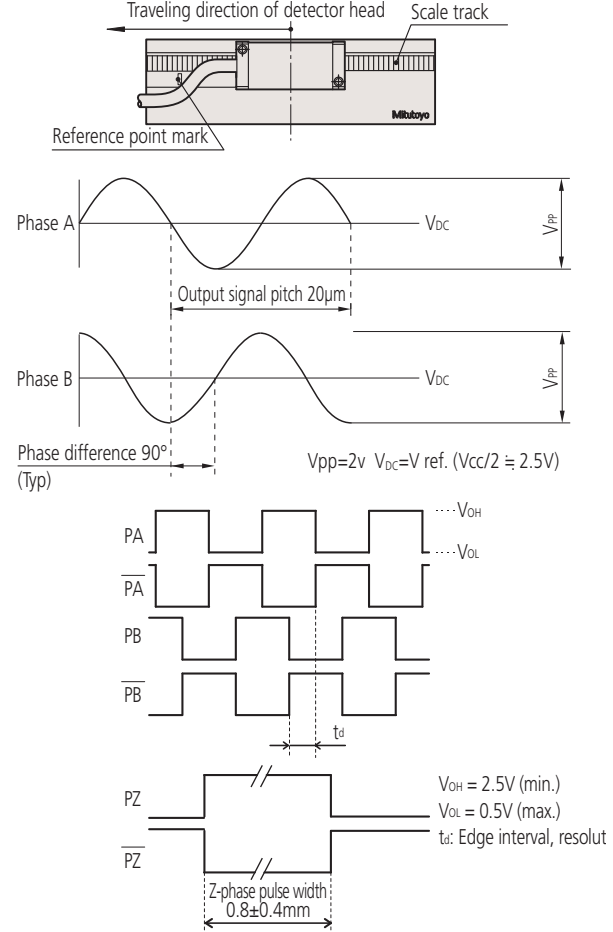 Traveling direction of detector head
Scale track
Mitutoyo
Reference point mark
Phase A
VDC
VPP
Output signal pitch 20µm
Phase B
VDC
VPP
Phase difference 90°
(Typ)
Vpp=2v VDC=V ref. (Vcc/2 ≒ 2.5V)
PA
VOH
VOL
PA
PB
PB
td
PZ
PZ
VOH = 2.5V (min.)
VOL = 0.5V (max.)
td: Edge interval, resolut
Z-phase pulse width
0.8±0.4mm